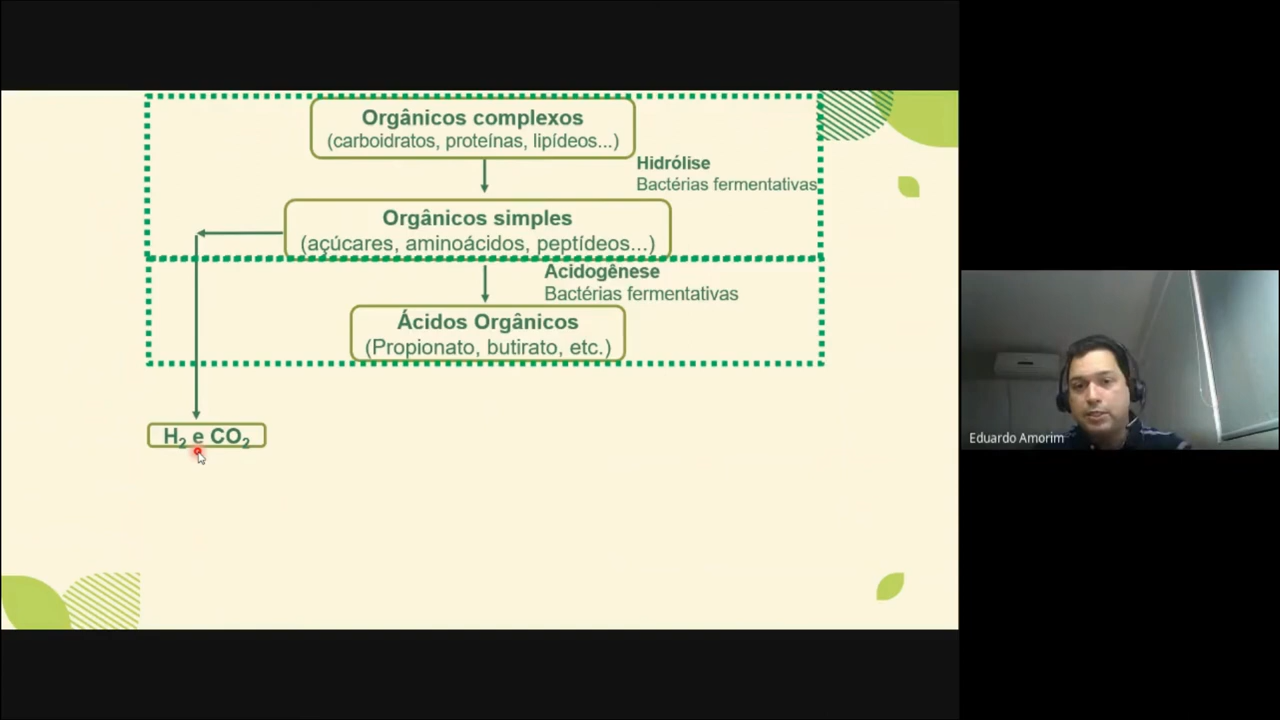 Orgânicos complexos
(carboidratos, proteínas, lipídeos...)
Hidrólise
Bactérias fermentativas
Orgânicos simples
(açúcares, aminoácidos, peptídeos...)
Acidogênese
Bactérias fermentativas
Ácidos Orgânicos
(Propionato, butirato, etc.)
H₂ e CO₂
Eduardo Amorim